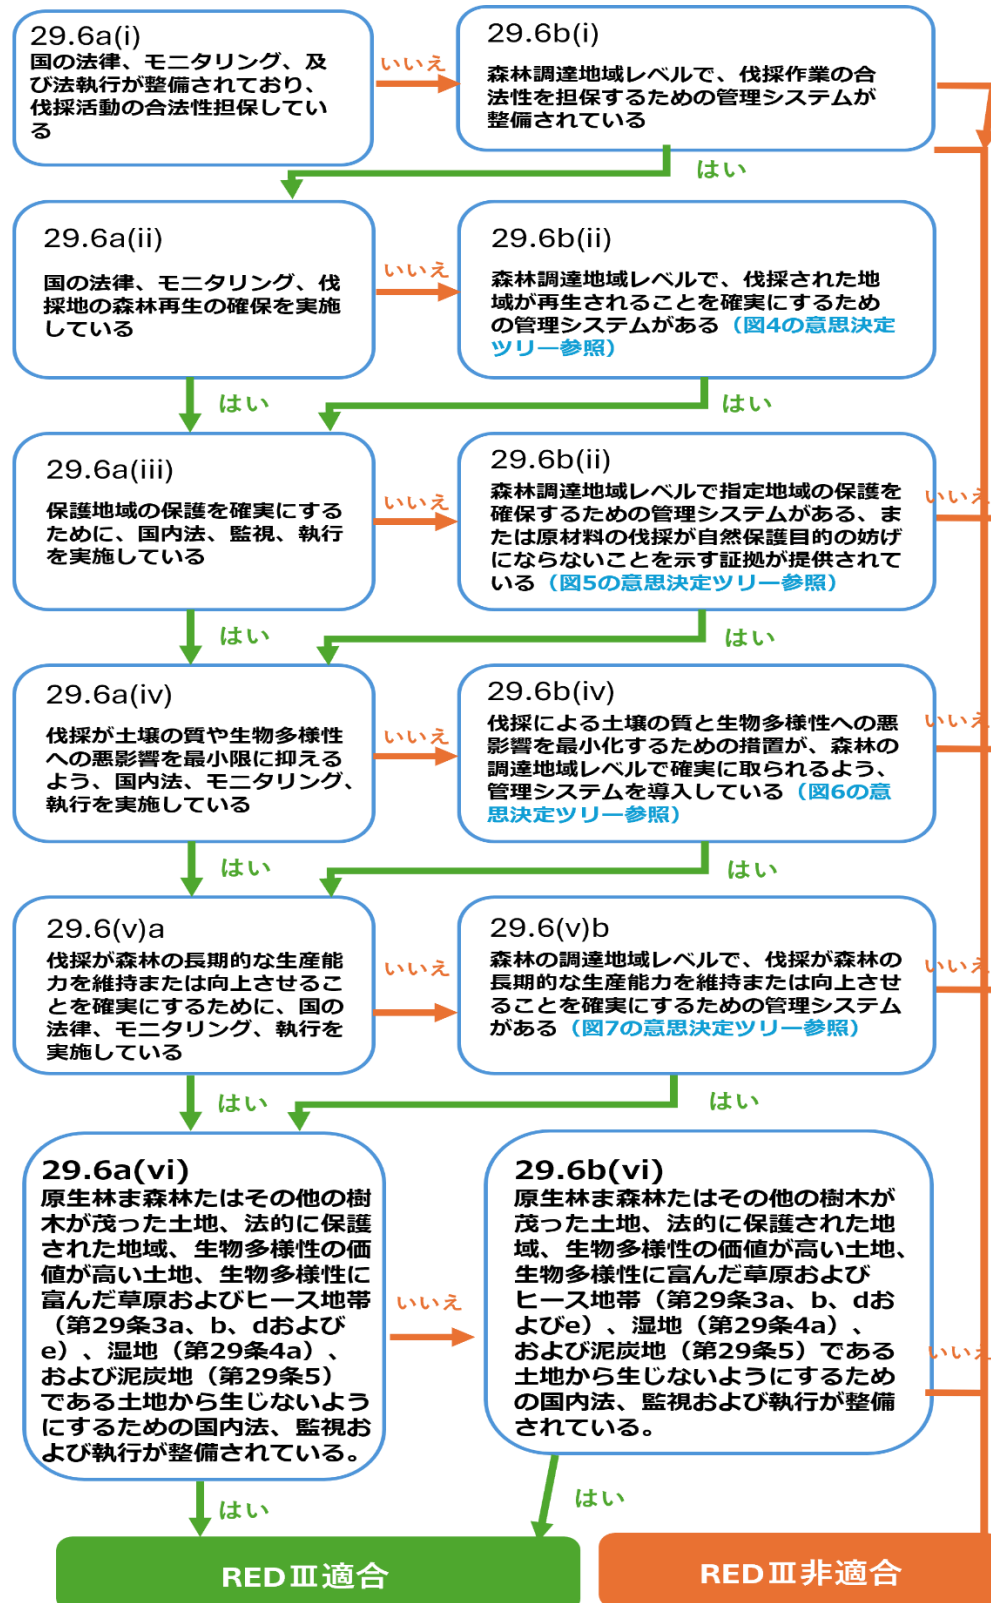 29.6a(i)
国の法律、モニタリング、及
び法執行が整備されており、
伐採活動の合法性担保してい
る
いいえ
29.6b(i)
森林調達地域レベルで、伐採作業の合
法性を担保するための管理システムが
整備されている
はい
29.6a(ii)
国の法律、モニタリング、伐
採地の森林再生の確保を実施
している
いいえ
29.6b(ii)
森林調達地域レベルで、伐採された地
域が再生されることを確実にするため
の管理システムがある（図4の意思決定
ツリー参照）
はい
はい
29.6a(iii)
保護地域の保護を確実にする
ために、国内法、監視、執行
を実施している
いいえ
29.6b(ii)
森林調達地域レベルで指定地域の保護を
確保するための管理システムがある、ま
たは原材料の伐採が自然保護目的の妨げ
にならないことを示す証拠が提供されて
いる（図5の意思決定ツリー参照）
いいえ
はい
はい
29.6a(iv)
伐採が土壌の質や生物多様性
への悪影響を最小限に抑える
よう、国内法、モニタリング、
執行を実施している
いいえ
29.6b(iv)
伐採による土壌の質と生物多様性への悪
影響を最小化するための措置が、森林の
調達地域レベルで確実に取られるよう、
管理システムを導入している（図6の意
思決定ツリー参照）
いいえ
はい
はい
29.6(v)a
伐採が森林の長期的な生産能
力を維持または向上させるこ
とを確実にするために、国の
法律、モニタリング、執行を
実施している
いいえ
29.6(v)b
森林の調達地域レベルで、伐採が森林の
長期的な生産能力を維持または向上させ
ることを確実にするための管理システム
がある（図7の意思決定ツリー参照）
いいえ
はい
はい
29.6a(vi)
原生林ま森林たはその他の樹
木が茂った土地、法的に保護
された地域、生物多様性の価
値が高い土地、生物多様性に
富んだ草原およびヒース地帯
（第29条3a、b、dおよび
e）、湿地（第29条4a）、
および泥炭地（第29条5）
である土地から生じないよう
にするための国内法、監視お
よび執行が整備されている。
いいえ
29.6b(vi)
原生林ま森林たはその他の樹木が
茂った土地、法的に保護された地
域、生物多様性の価値が高い土地、
生物多様性に富んだ草原および
ヒース地帯（第29条3a、b、dお
よびe）、湿地（第29条4a）、
および泥炭地（第29条5）である
土地から生じないようにするため
の国内法、監視および執行が整備
されている。
いいえ
はい
はい
REDⅢ適合
REDⅢ非適合